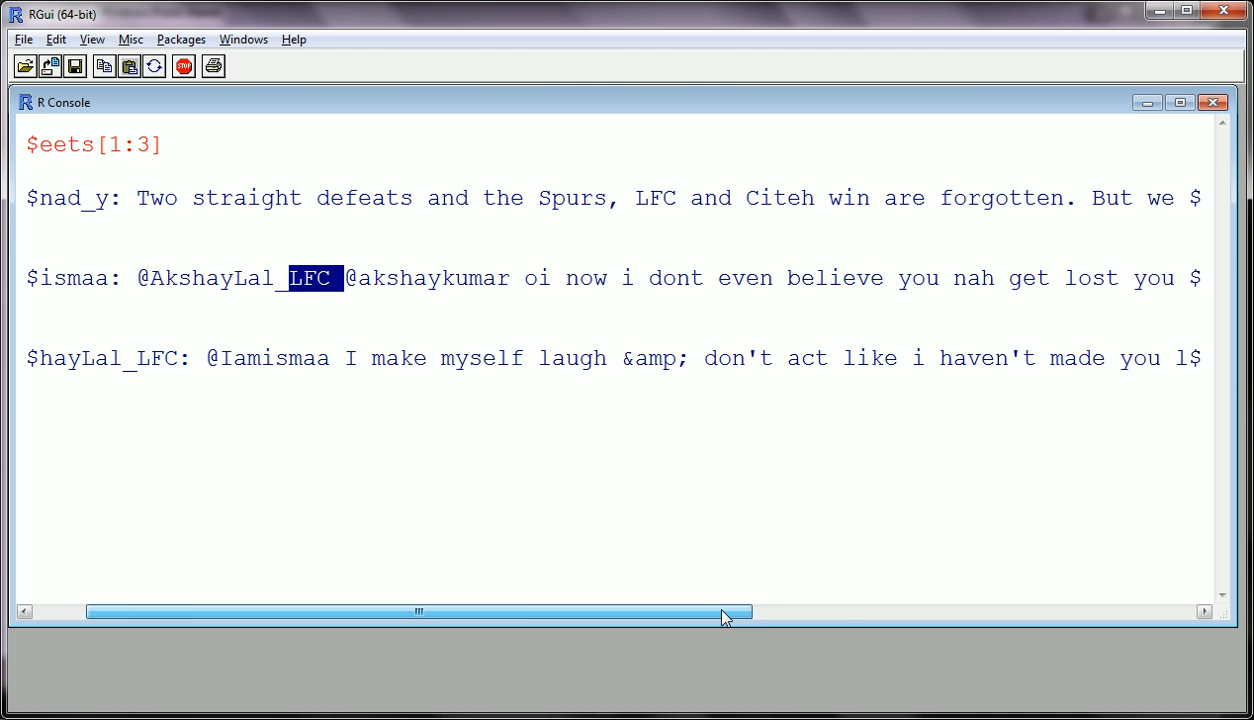 RGui (64-bit)
File Edit View Misc Packages Windows Help
STOP
R Console
$eets[1:3]
$nad_y: Two straight defeats and the Spurs, LFC and Citeh win are forgotten. But we $
$ismaa: @AkshayLal_LFC @akshaykumar oi now i dont even believe you nah get lost you $
$hayLal_LFC: @Iamismaa I make myself laugh &amp; don't act like i haven't made you l$